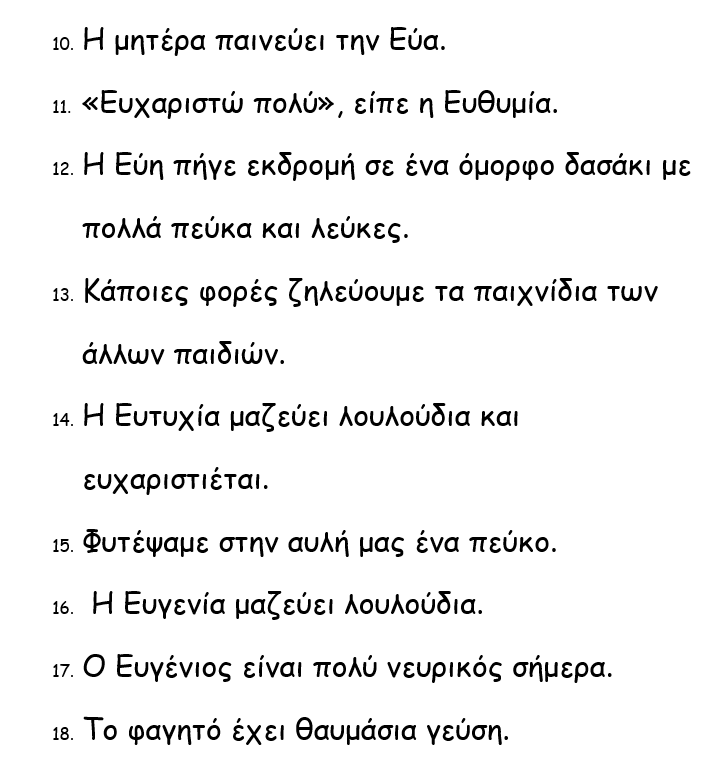 10. Η μητέρα παινεύει την Εύα.
11. «Ευχαριστώ πολύ», είπε η Ευθυμία.
12. Η Εύη πήγε εκδρομή σε ένα όμορφο δασάκι με
πολλά πεύκα και λεύκες.
13. Κάποιες φορές ζηλεύουμε τα παιχνίδια των
άλλων παιδιών.
14. Η Ευτυχία μαζεύει λουλούδια και
ευχαριστιέται.
15. Φυτέψαμε στην αυλή μας ένα πεύκο.
16. Η Ευγενία μαζεύει λουλούδια.
17. Ο Ευγένιος είναι πολύ νευρικός σήμερα.
18. Το φαγητό έχει θαυμάσια γεύση.